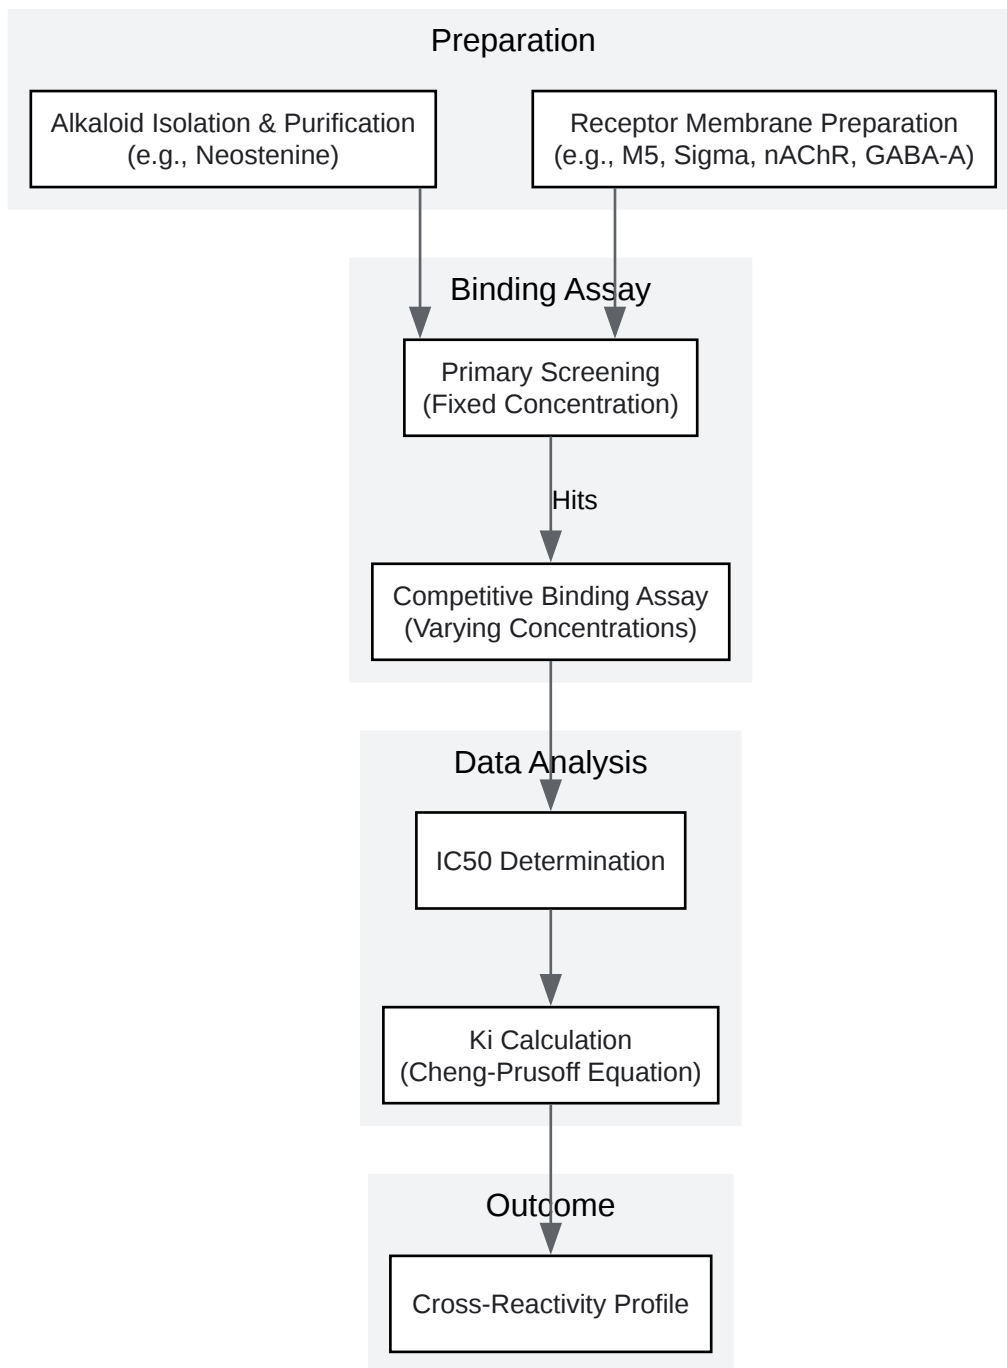 Preparation
Alkaloid Isolation & Purification
(e.g., Neostenine)
Receptor Membrane Preparation
(e.g., M5, Sigma, nAChR, GABA-A)
Binding Assay
Primary Screening
(Fixed Concentration)
Hits
Competitive Binding Assay
(Varying Concentrations)
Data Analysis
IC50 Determination
Ki Calculation
(Cheng-Prusoff Equation)
Outcome
Cross-Reactivity Profile